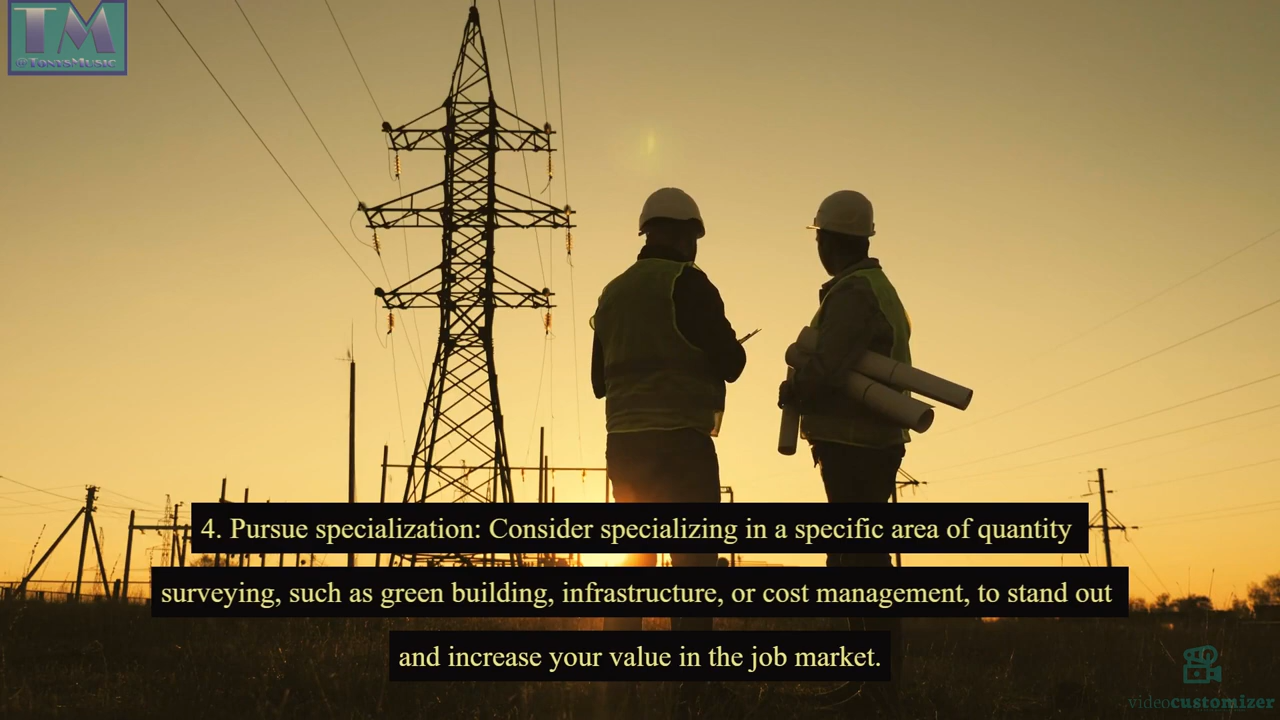 TM
@TonysMusic
4. Pursue specialization: Consider specializing in a specific area of quantity
surveying, such as green building, infrastructure, or cost management, to stand out
and increase your value in the job market.
videocustomizer